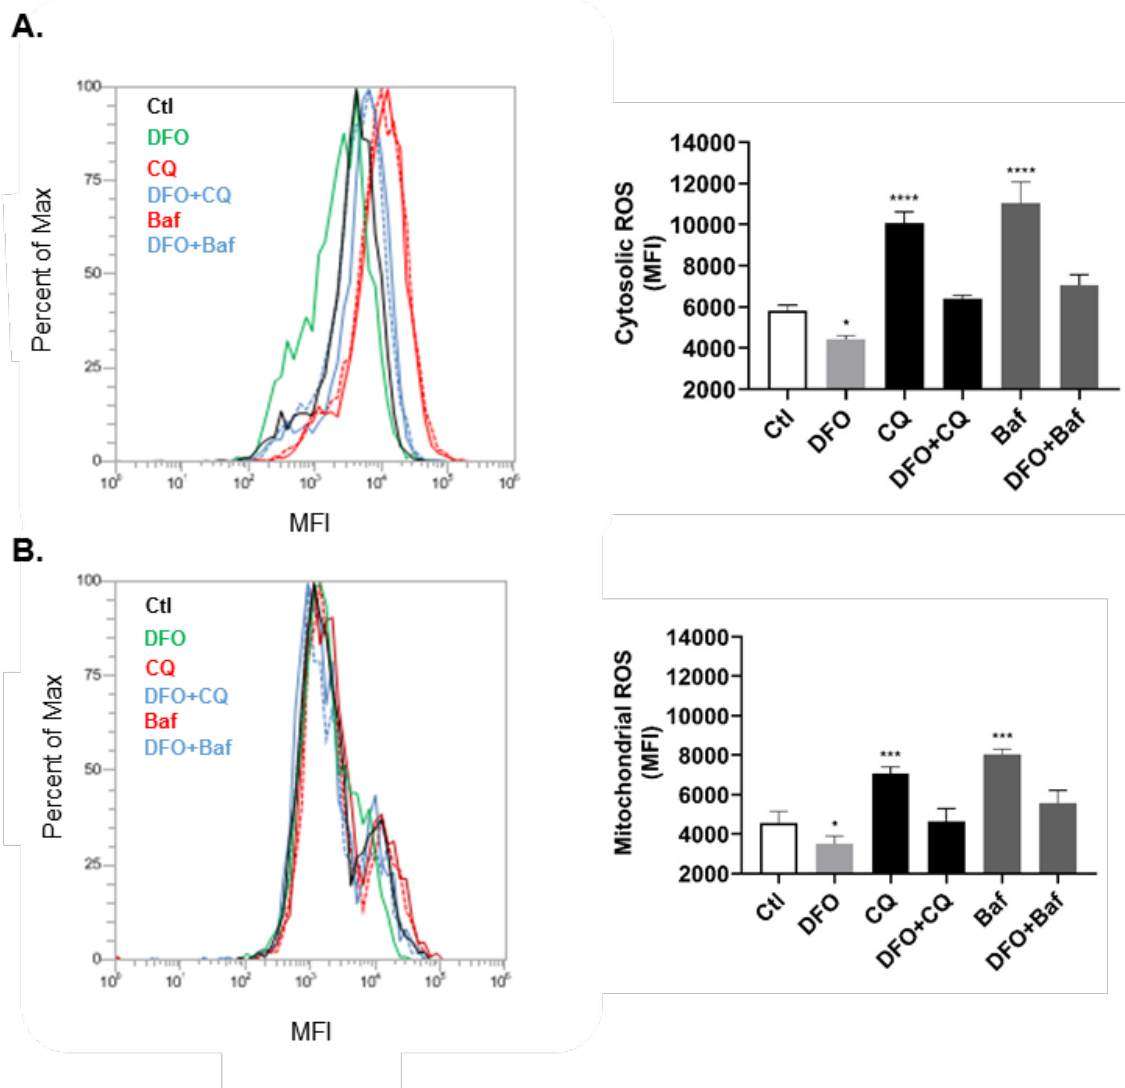 A.
100
75
50
25
0
Percent of Max
Ctl
DFO
CQ
DFO+CQ
Baf
DFO+Baf
10⁰ 10¹ 10² 10³ 10⁴ 10⁵ 10⁶
MFI
Cytosolic ROS
(MFI)
14000
12000
10000
8000
6000
4000
2000
* **** ****
Ctl DFO CQ DFO+CQ Baf DFO+Baf
B.
100
75
50
25
0
Percent of Max
Ctl
DFO
CQ
DFO+CQ
Baf
DFO+Baf
10⁰ 10¹ 10² 10³ 10⁴ 10⁵ 10⁶
MFI
Mitochondrial ROS
(MFI)
14000
12000
10000
8000
6000
4000
2000
* *** ***
Ctl DFO CQ DFO+CQ Baf DFO+Baf